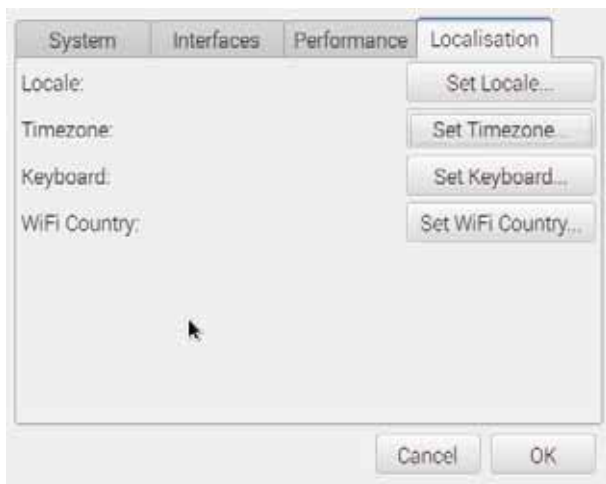 System Interfaces Performance Localisation
Locale: Set Locale...
Timezone: Set Timezone...
Keyboard: Set Keyboard...
WiFi Country: Set WiFi Country...
Cancel OK